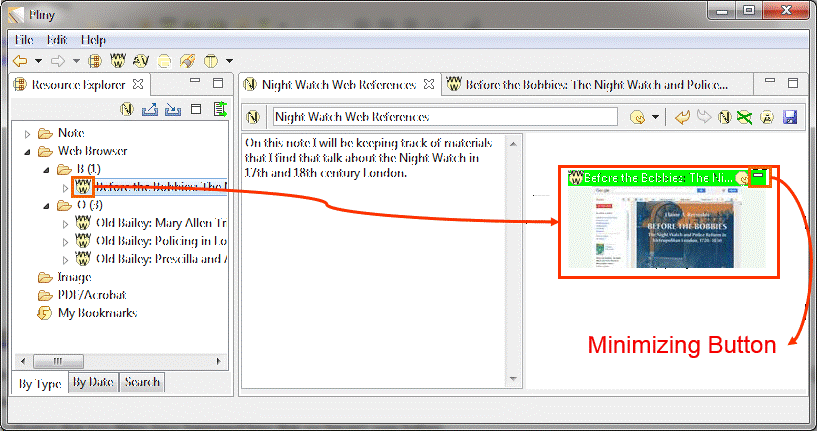 Pliny
File Edit Help
Resource Explorer
Night Watch Web References
Before the Bobbies: The Night Watch and Police...
Night Watch Web References
Note
Web Browser
B (1)
Before the Bobbies: The N
O (3)
Old Bailey: Mary Allen Tr
Old Bailey: Policing in Lo
Old Bailey: Prescilla and A
Image
PDF/Acrobat
My Bookmarks
By Type By Date Search
On this note I will be keeping track of materials
that I find that talk about the Night Watch in
17th and 18th century London.
Before the Bobbies: The Ni...
Google
Elaine A. Reynolds
BEFORE THE BOBBIES
The Night Watch and Police Reform in
Metropolitan London, 1720-1830
Minimizing Button